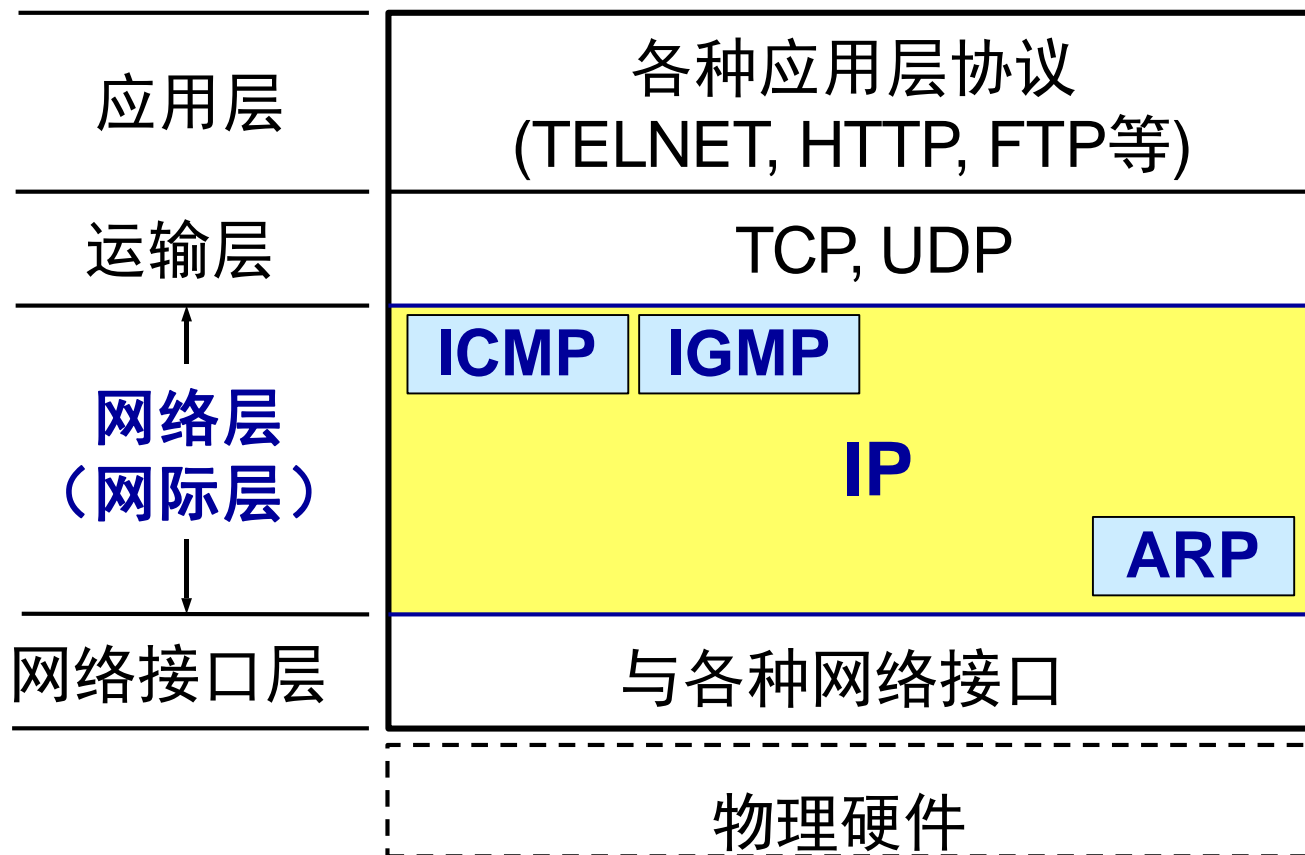 应用层
各种应用层协议
(TELNET, HTTP, FTP等)
运输层
TCP, UDP
网络层
（网际层）
ICMP
IGMP
IP
ARP
网络接口层
与各种网络接口
物理硬件